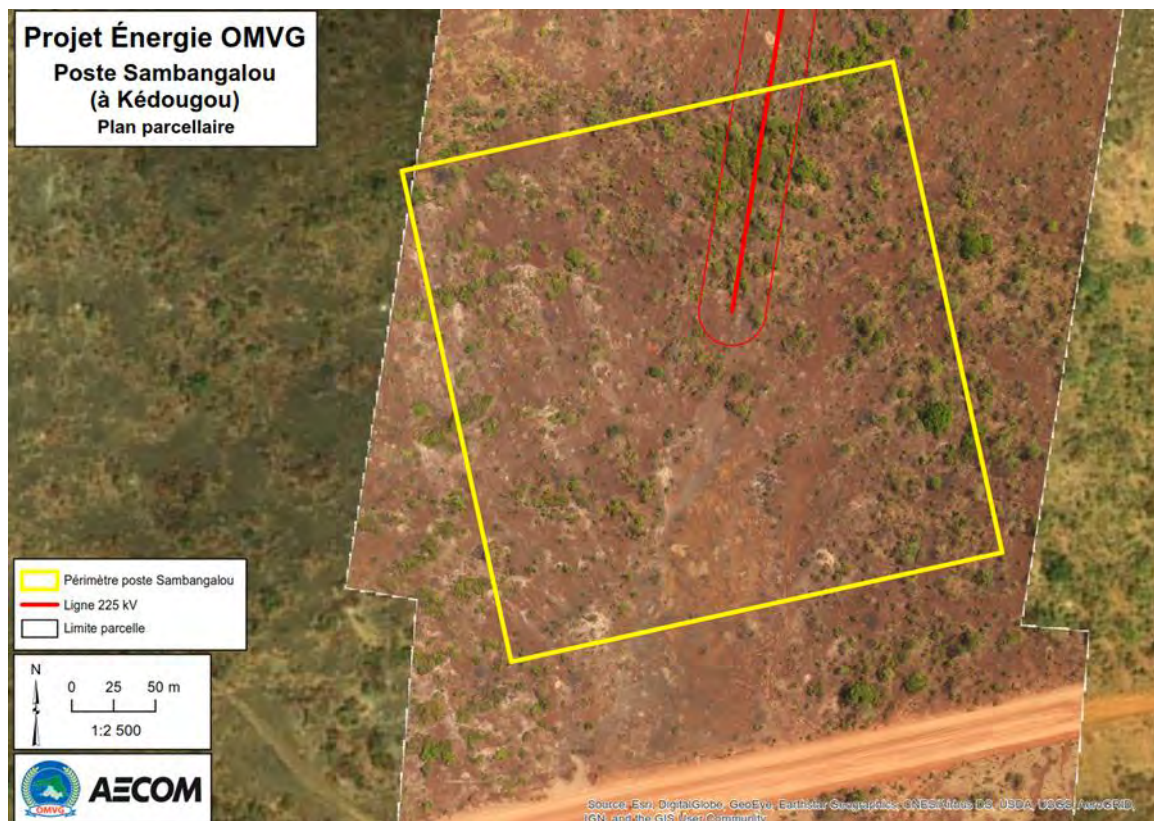 Projet Énergie OMVG
Poste Sambangalou
(à Kédougou)
Plan parcellaire
Périmètre poste Sambangalou
Ligne 225 kV
Limite parcelle
N
0 25 50 m
1:2 500
OMVG
AECOM
Source: Esri, DigitalGlobe, GeoEye, Earthstar Geographics, CNES/Airbus DS, USDA, USGS, AeroGRID,
IGN, and the GIS User Community